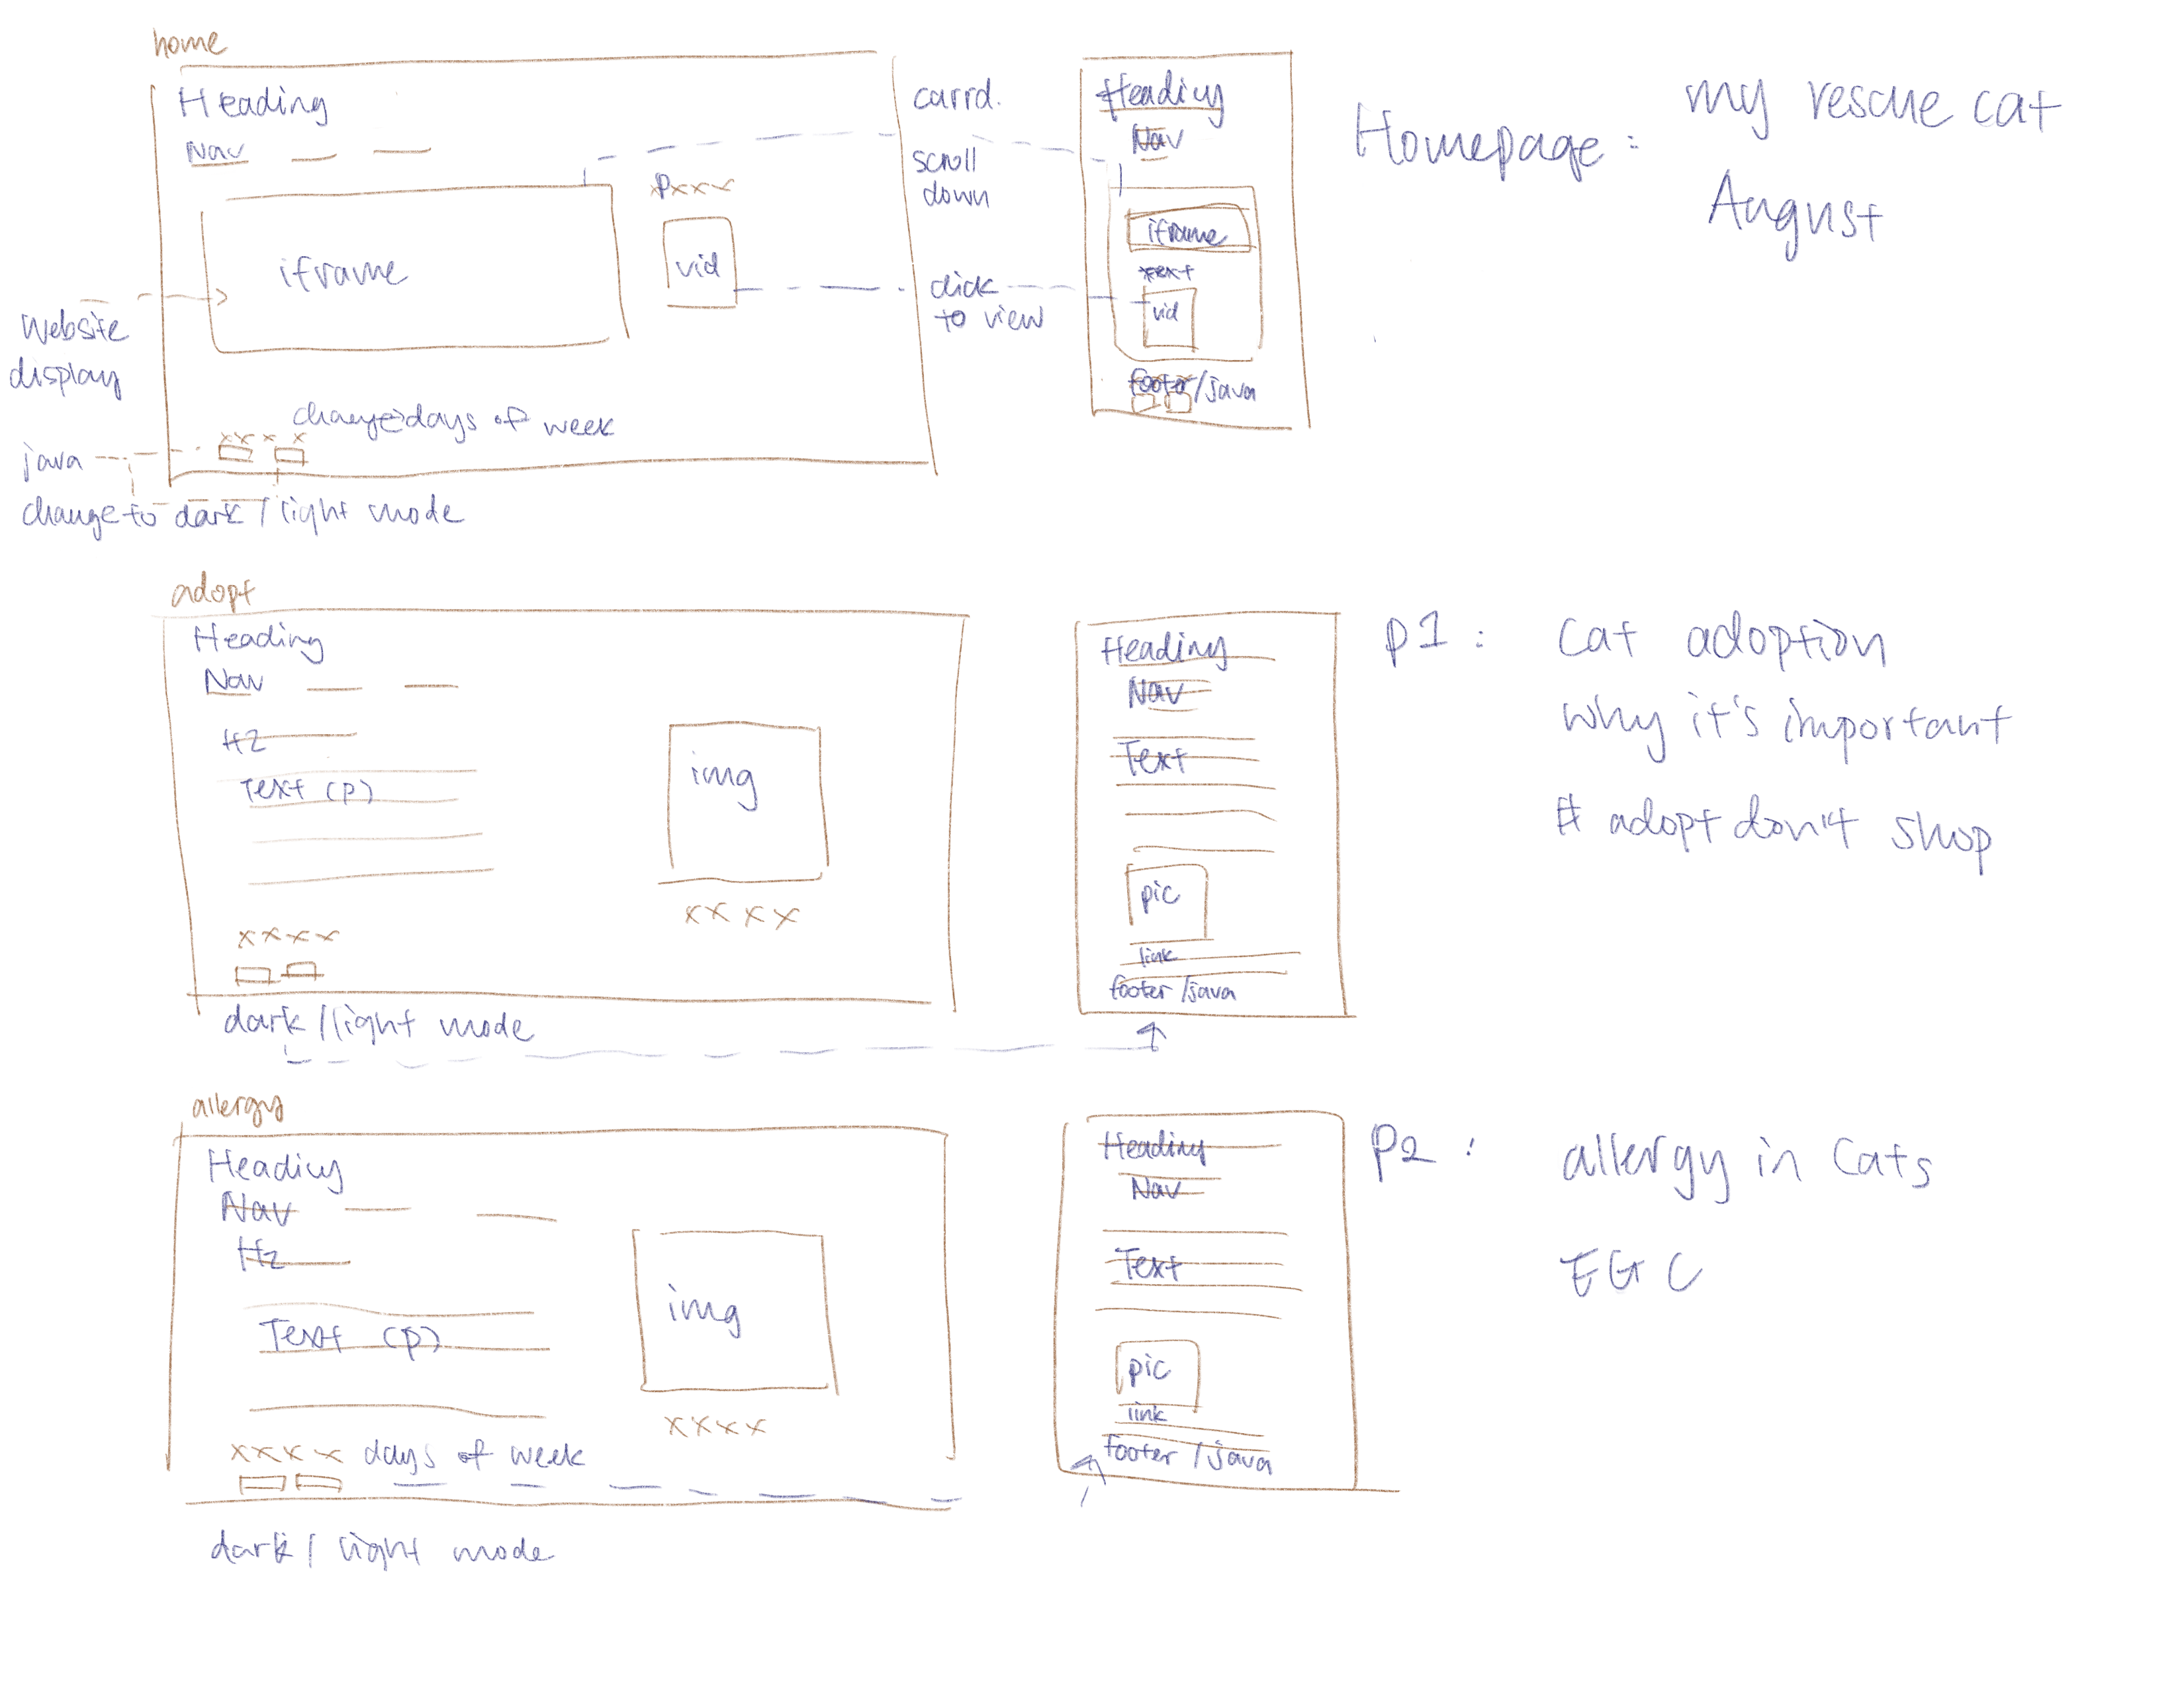 home
Heading
Nav
iframe
pxxx
vid
Website
display
change days of week
xx x x
java
change to dark / light mode
carrd.
scroll
down
click
to view
Heading
Nav
iframe
text
vid
footer/java
Homepage :
my rescue cat
August
adopt
Heading
Nav
H2
Text (p)
img
xx xx
xxxx
dark / light mode
Heading
Nav
Text
pic
link
footer /java
P1 :
Cat adoption
why it's important
# adopt don't shop
allergy
Heading
Nav
H2
Text (p)
img
xxxx
xxxx days of week
dark / light mode
Heading
Nav
Text
pic
link
footer /java
P2 :
allergy in Cats
EGC